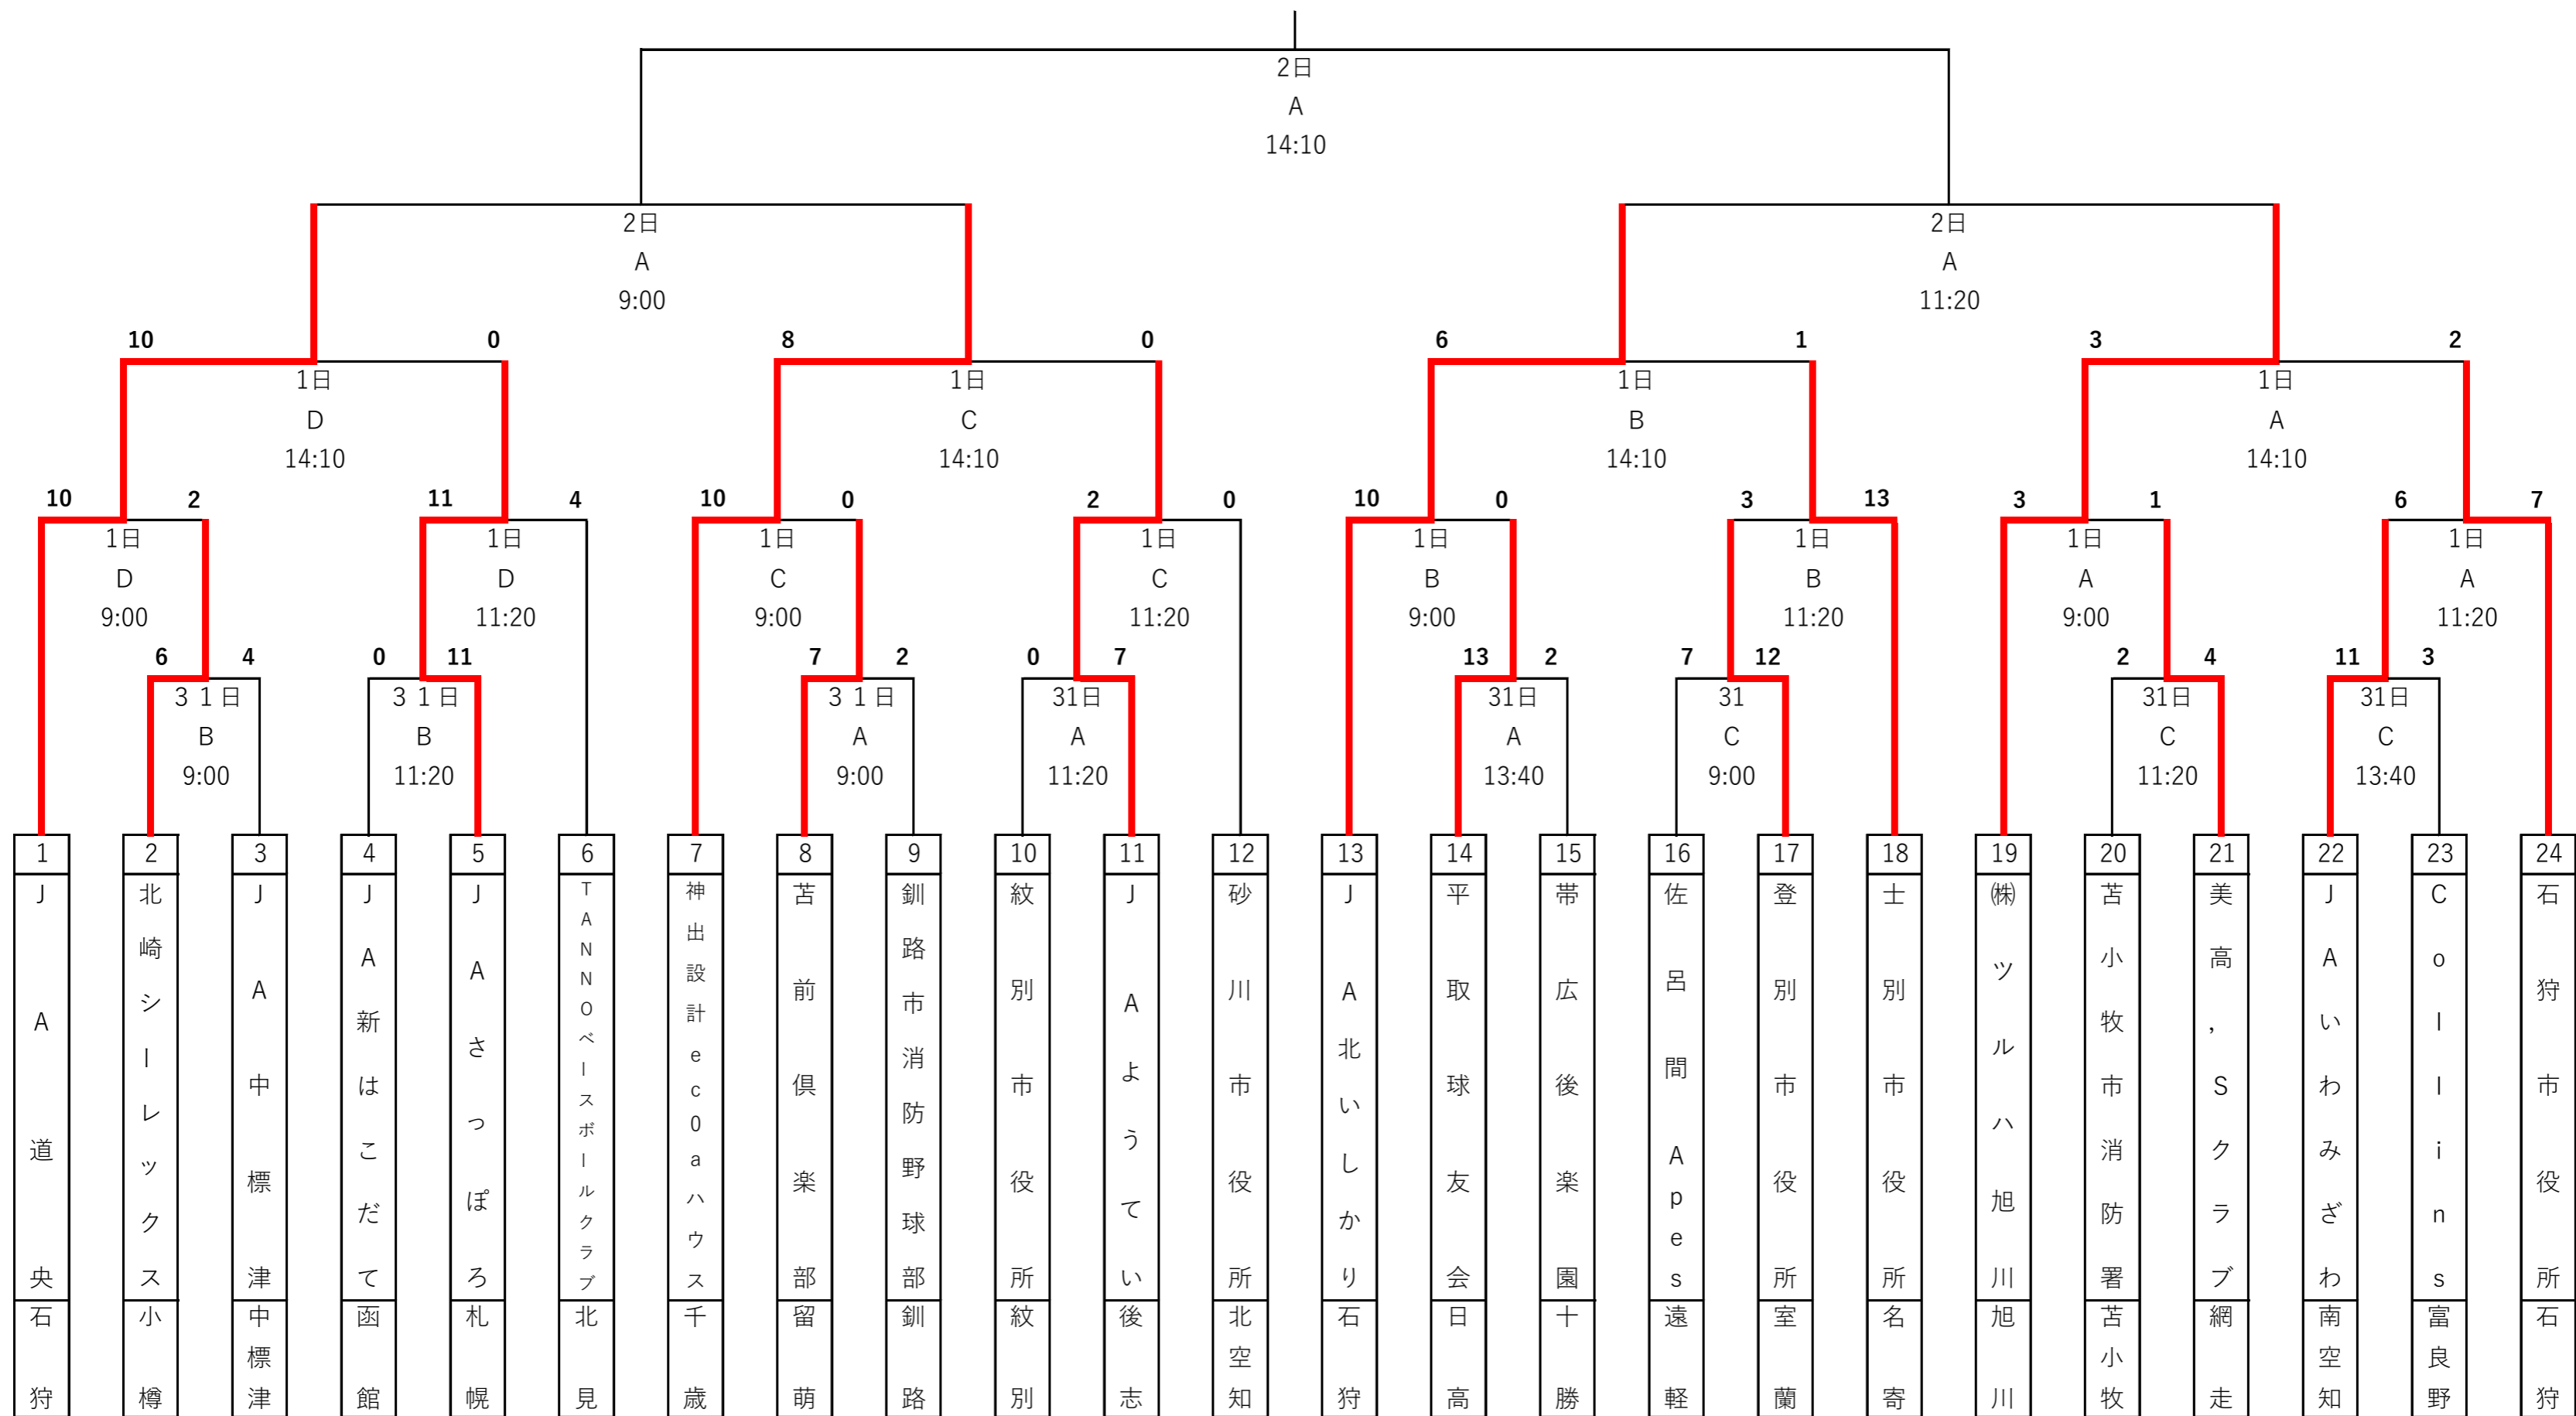 2日
A
14:10
2日
A
9:00
2日
A
11:20
10 0 8 0 6 1 3 2
1日 1日 1日 1日
D C B A
14:10 14:10 14:10 14:10
10 2 11 4 10 0 2 0 10 0 3 13 3 1 6 7
1日 1日 1日 1日 1日 1日 1日 1日
D D C C B B A A
9:00 11:20 9:00 11:20 9:00 11:20 9:00 11:20
6 4 0 11 7 2 0 7 13 2 7 12 2 4 11 3
31日 31日 31日 31日 31日 31 31日 31日
B B A A A C C C
9:00 11:20 9:00 11:20 13:40 9:00 11:20 13:40
1 2 3 4 5 6 7 8 9 10 11 12 13 14 15 16 17 18 19 20 21 22 23 24
JA道央
北崎シーレックス
JA中標津
JA新はこだて
JAさっぽろ
TANNOベースボールクラブ
神出設計ec0aハウス
苫前倶楽部
釧路市消防野球部
紋別市役所
JAようてい
砂川市役所
JA北いしかり
平取球友会
帯広後楽園
佐呂間Apes
登別市役所
士別市役所
㈱ツルハ旭川
苫小牧市消防署
美高,Sクラブ
JAいわみざわ
Collins
石狩市役所
石狩
小樽
中標津
函館
札幌
北見
千歳
留萌
釧路
紋別
後志
北空知
石狩
日高
十勝
遠軽
室蘭
名寄
旭川
苫小牧
網走
南空知
富良野
石狩